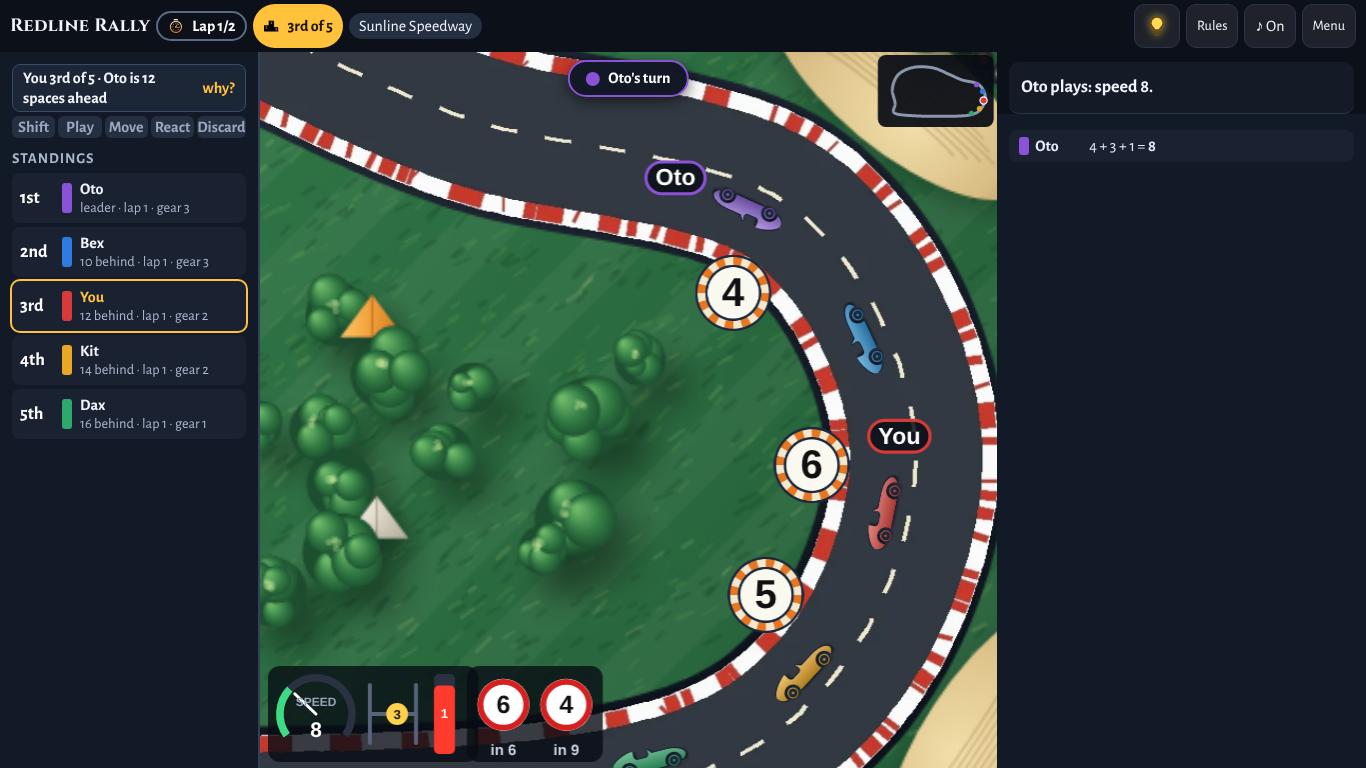 REDLINE RALLY
Lap 1/2
3rd of 5
Sunline Speedway
Rules
♪ On
Menu
You 3rd of 5 · Oto is 12
spaces ahead
why?
Shift
Play
Move
React
Discard
STANDINGS
1st
Oto
leader · lap 1 · gear 3
2nd
Bex
10 behind · lap 1 · gear 3
3rd
You
12 behind · lap 1 · gear 2
4th
Kit
14 behind · lap 1 · gear 2
5th
Dax
16 behind · lap 1 · gear 1
Oto's turn
Oto
4
You
6
5
SPEED
8
3
1
6
in 6
4
in 9
Oto plays: speed 8.
Oto
4 + 3 + 1 = 8